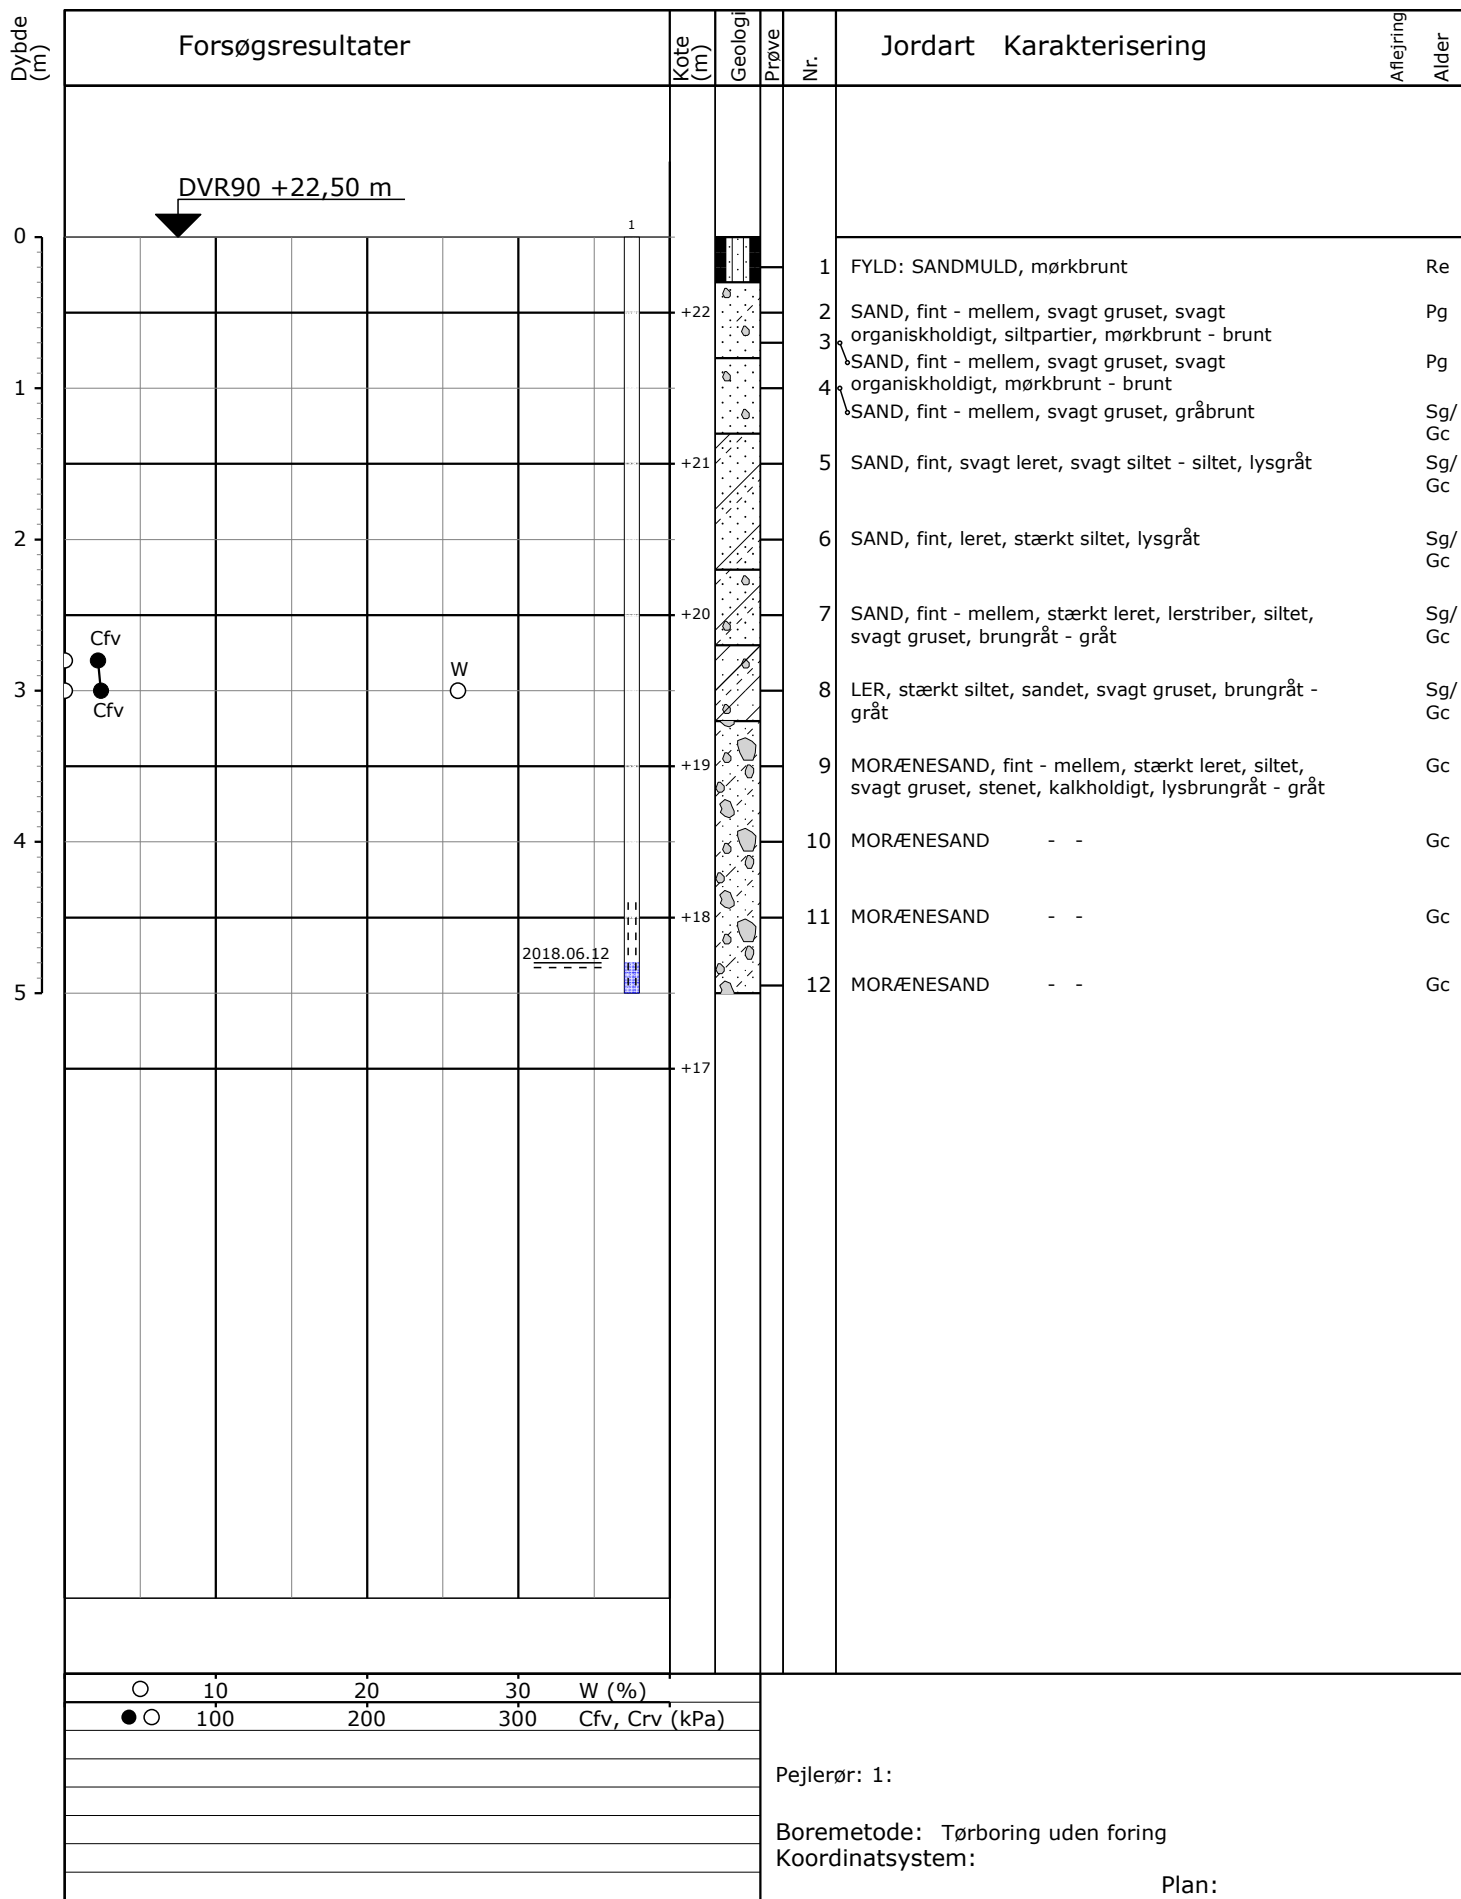 Dybde
(m)
Forsøgsresultater
Kote
(m)
Geologi
Prøve
Nr.
Jordart Karakterisering
Aflejring
Alder
DVR90 +22,50 m
1
0
1 FYLD: SANDMULD, mørkbrunt Re
+22
2 SAND, fint - mellem, svagt gruset, svagt Pg
organiskholdigt, siltpartier, mørkbrunt - brunt
3
SAND, fint - mellem, svagt gruset, svagt Pg
1
4 organiskholdigt, mørkbrunt - brunt
SAND, fint - mellem, svagt gruset, gråbrunt Sg/
Gc
+21
5 SAND, fint, svagt leret, svagt siltet - siltet, lysgråt Sg/
Gc
2
6 SAND, fint, leret, stærkt siltet, lysgråt Sg/
Gc
+20
7 SAND, fint - mellem, stærkt leret, lerstriber, siltet, Sg/
svagt gruset, brungråt - gråt Gc
Cfv
W
3
8 LER, stærkt siltet, sandet, svagt gruset, brungråt - Sg/
gråt Gc
Cfv
+19
9 MORÆNESAND, fint - mellem, stærkt leret, siltet, Gc
svagt gruset, stenet, kalkholdigt, lysbrungråt - gråt
4
10 MORÆNESAND - - Gc
+18
11 MORÆNESAND - - Gc
2018.06.12
5
12 MORÆNESAND - - Gc
+17
10 20 30 W (%)
100 200 300 Cfv, Crv (kPa)
Pejlerør: 1:
Boremetode: Tørboring uden foring
Koordinatsystem:
Plan: